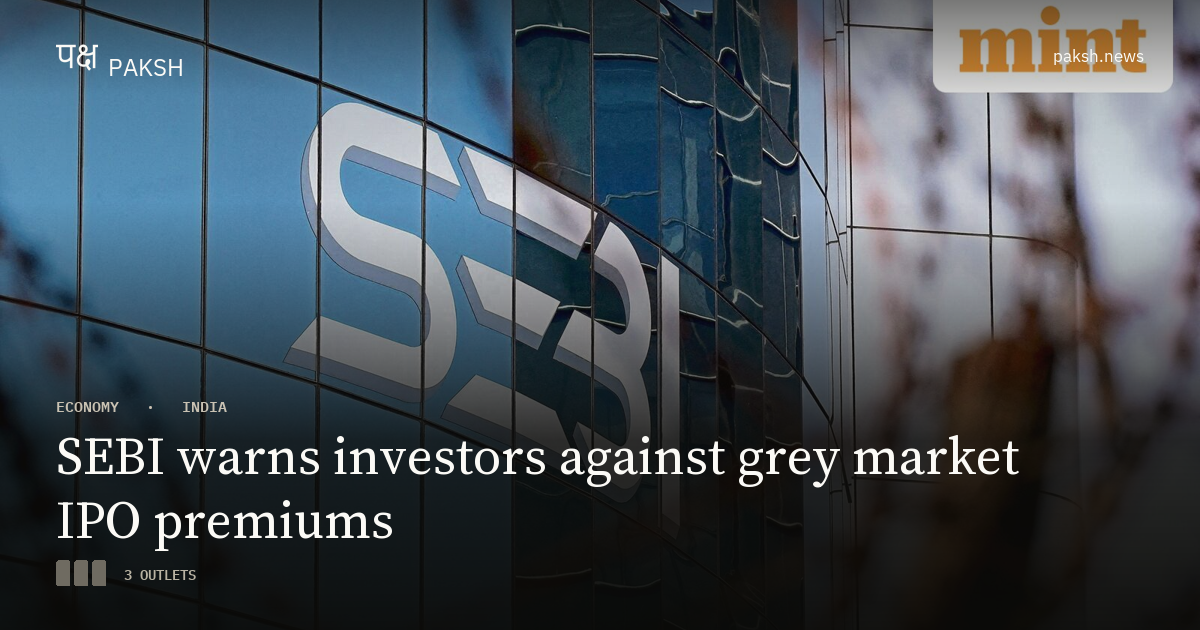 पक्ष PAKSH
mint
paksh.news
SEBI
ECONOMY · INDIA
SEBI warns investors against grey market
IPO premiums
3 OUTLETS